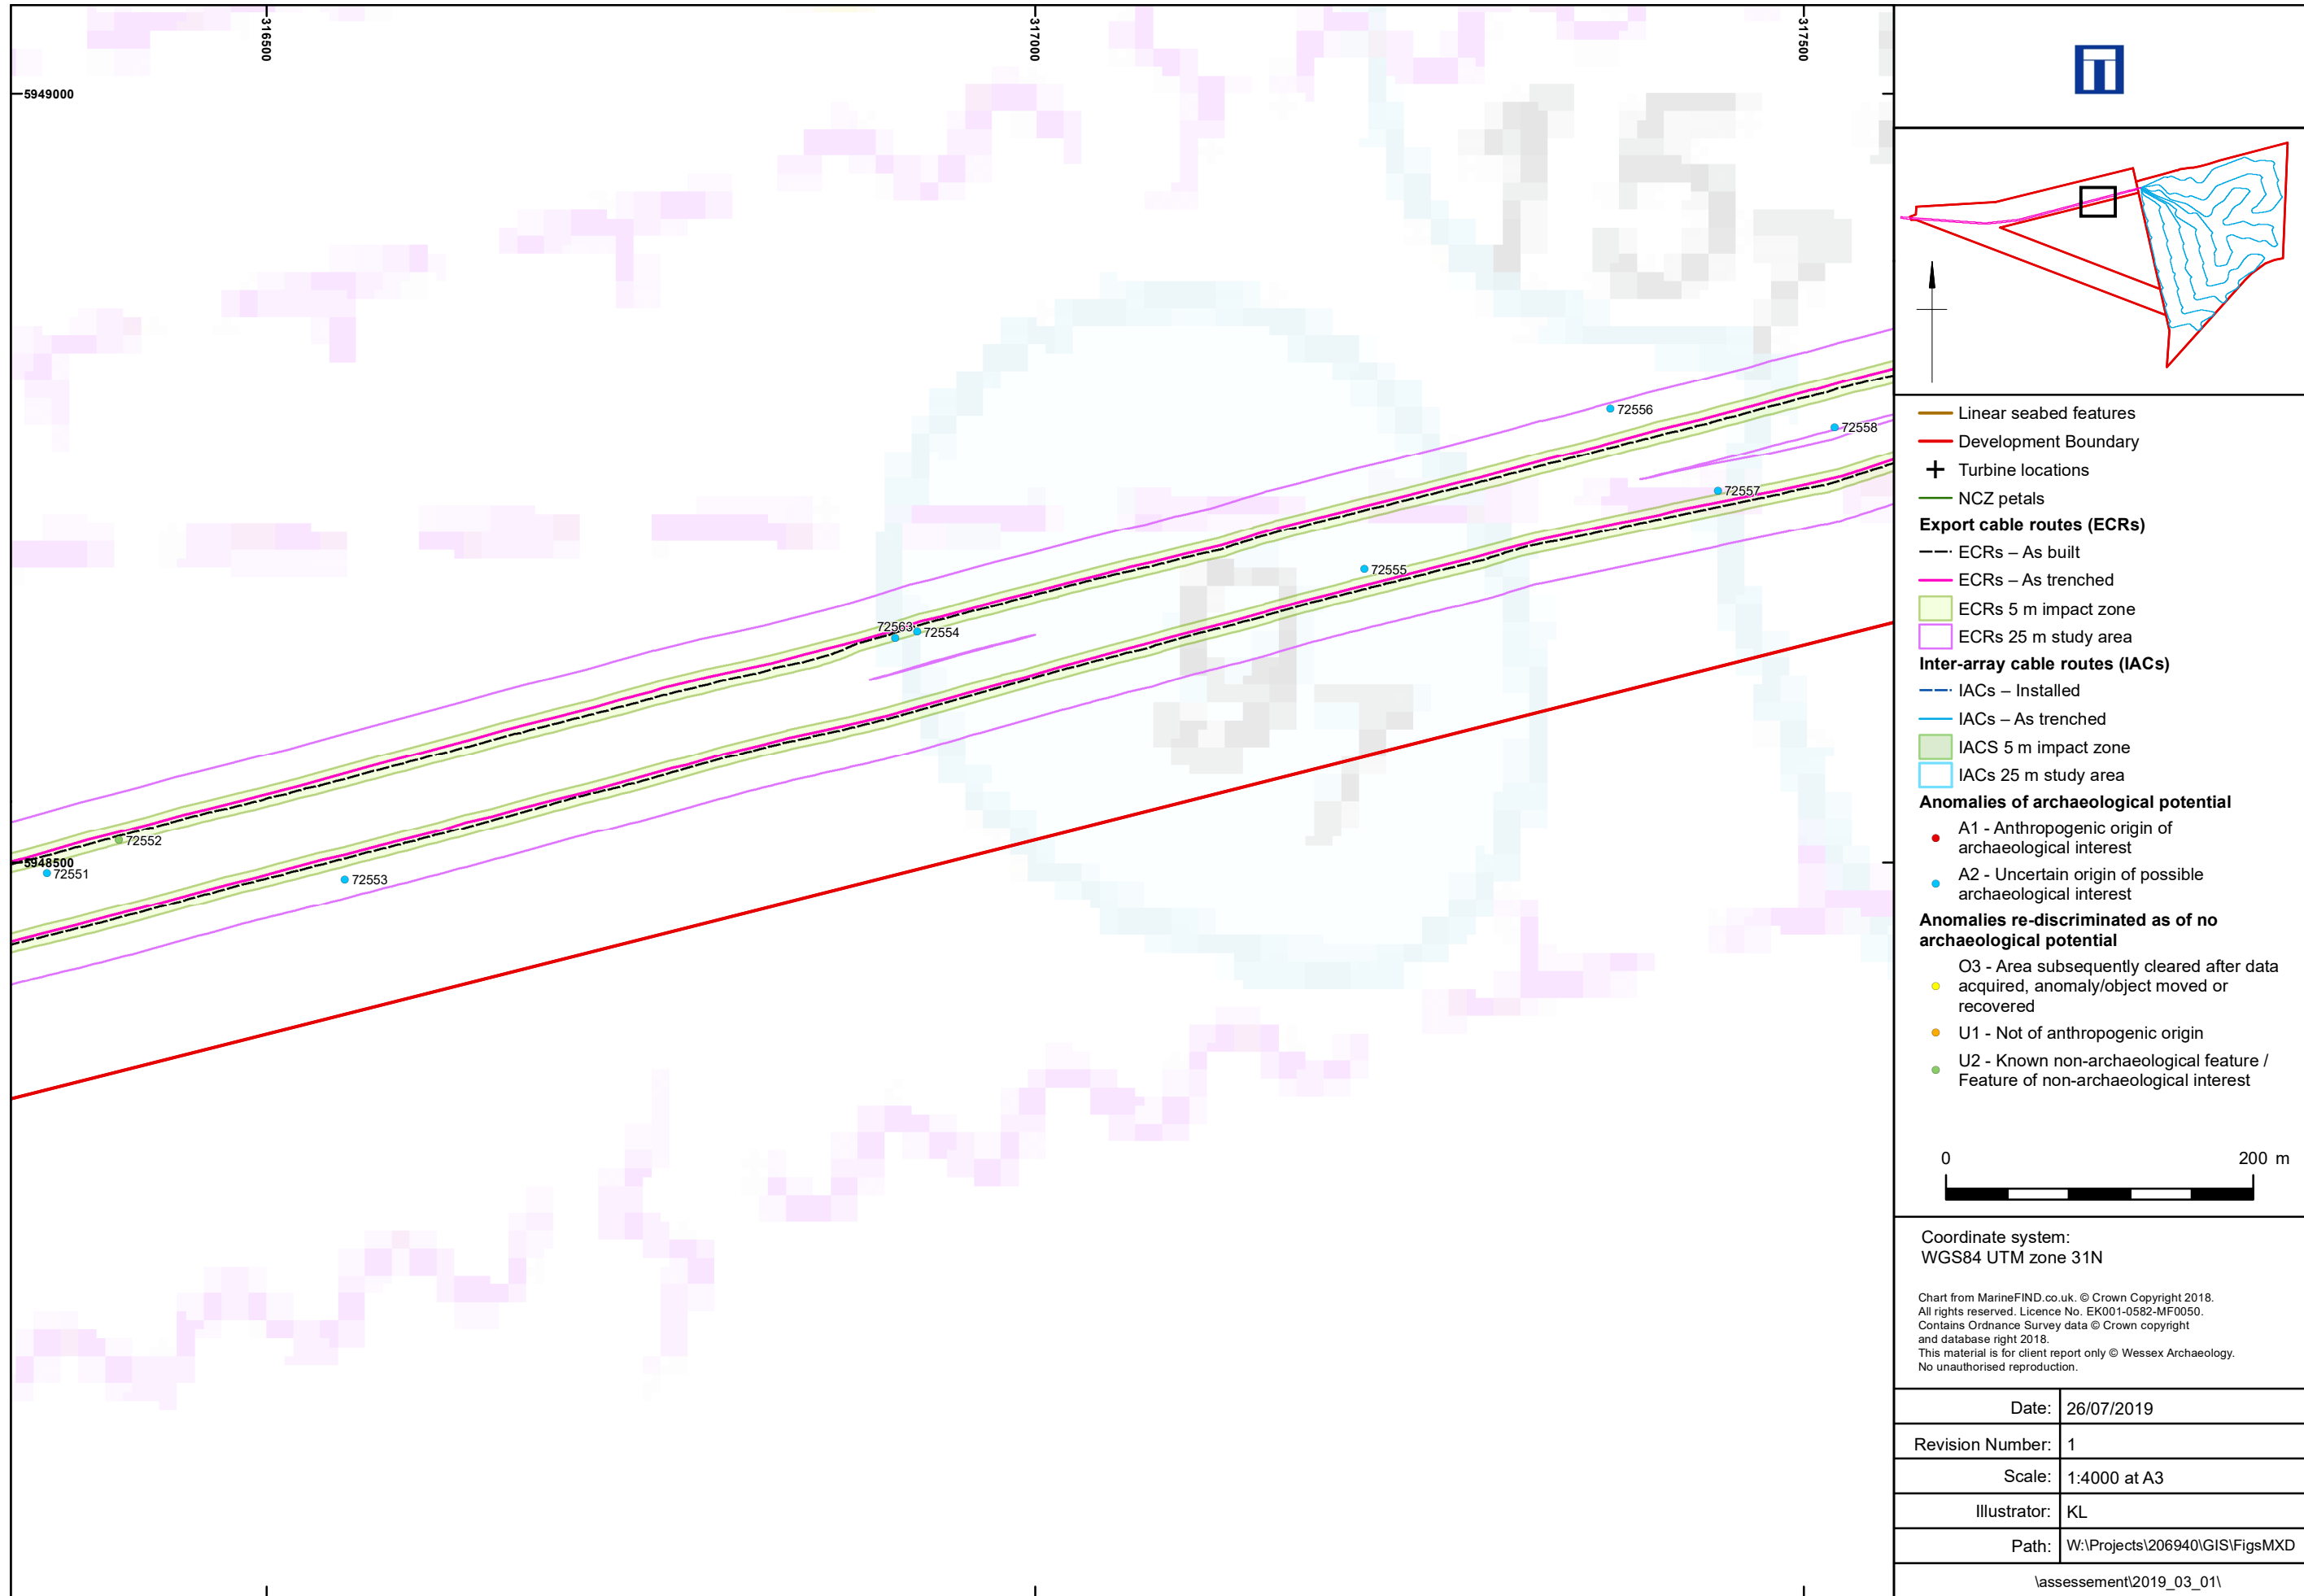 316500
317000
317500
5949000
15
7
72556
72558
72557
72555
72563
72554
9
7
72552
5948500
72551
72553
Linear seabed features
Development Boundary
Turbine locations
NCZ petals
Export cable routes (ECRs)
ECRs – As built
ECRs – As trenched
ECRs 5 m impact zone
ECRs 25 m study area
Inter-array cable routes (IACs)
IACs – Installed
IACs – As trenched
IACS 5 m impact zone
IACs 25 m study area
Anomalies of archaeological potential
A1 - Anthropogenic origin of
archaeological interest
A2 - Uncertain origin of possible
archaeological interest
Anomalies re-discriminated as of no
archaeological potential
O3 - Area subsequently cleared after data
acquired, anomaly/object moved or
recovered
U1 - Not of anthropogenic origin
U2 - Known non-archaeological feature /
Feature of non-archaeological interest
0 200 m
Coordinate system:
WGS84 UTM zone 31N
Chart from MarineFIND.co.uk. © Crown Copyright 2018.
All rights reserved. Licence No. EK001-0582-MF0050.
Contains Ordnance Survey data © Crown copyright
and database right 2018.
This material is for client report only © Wessex Archaeology.
No unauthorised reproduction.
Date: 26/07/2019
Revision Number: 1
Scale: 1:4000 at A3
Illustrator: KL
Path: W:\Projects\206940\GIS\FigsMXD
\assessement\2019_03_01\